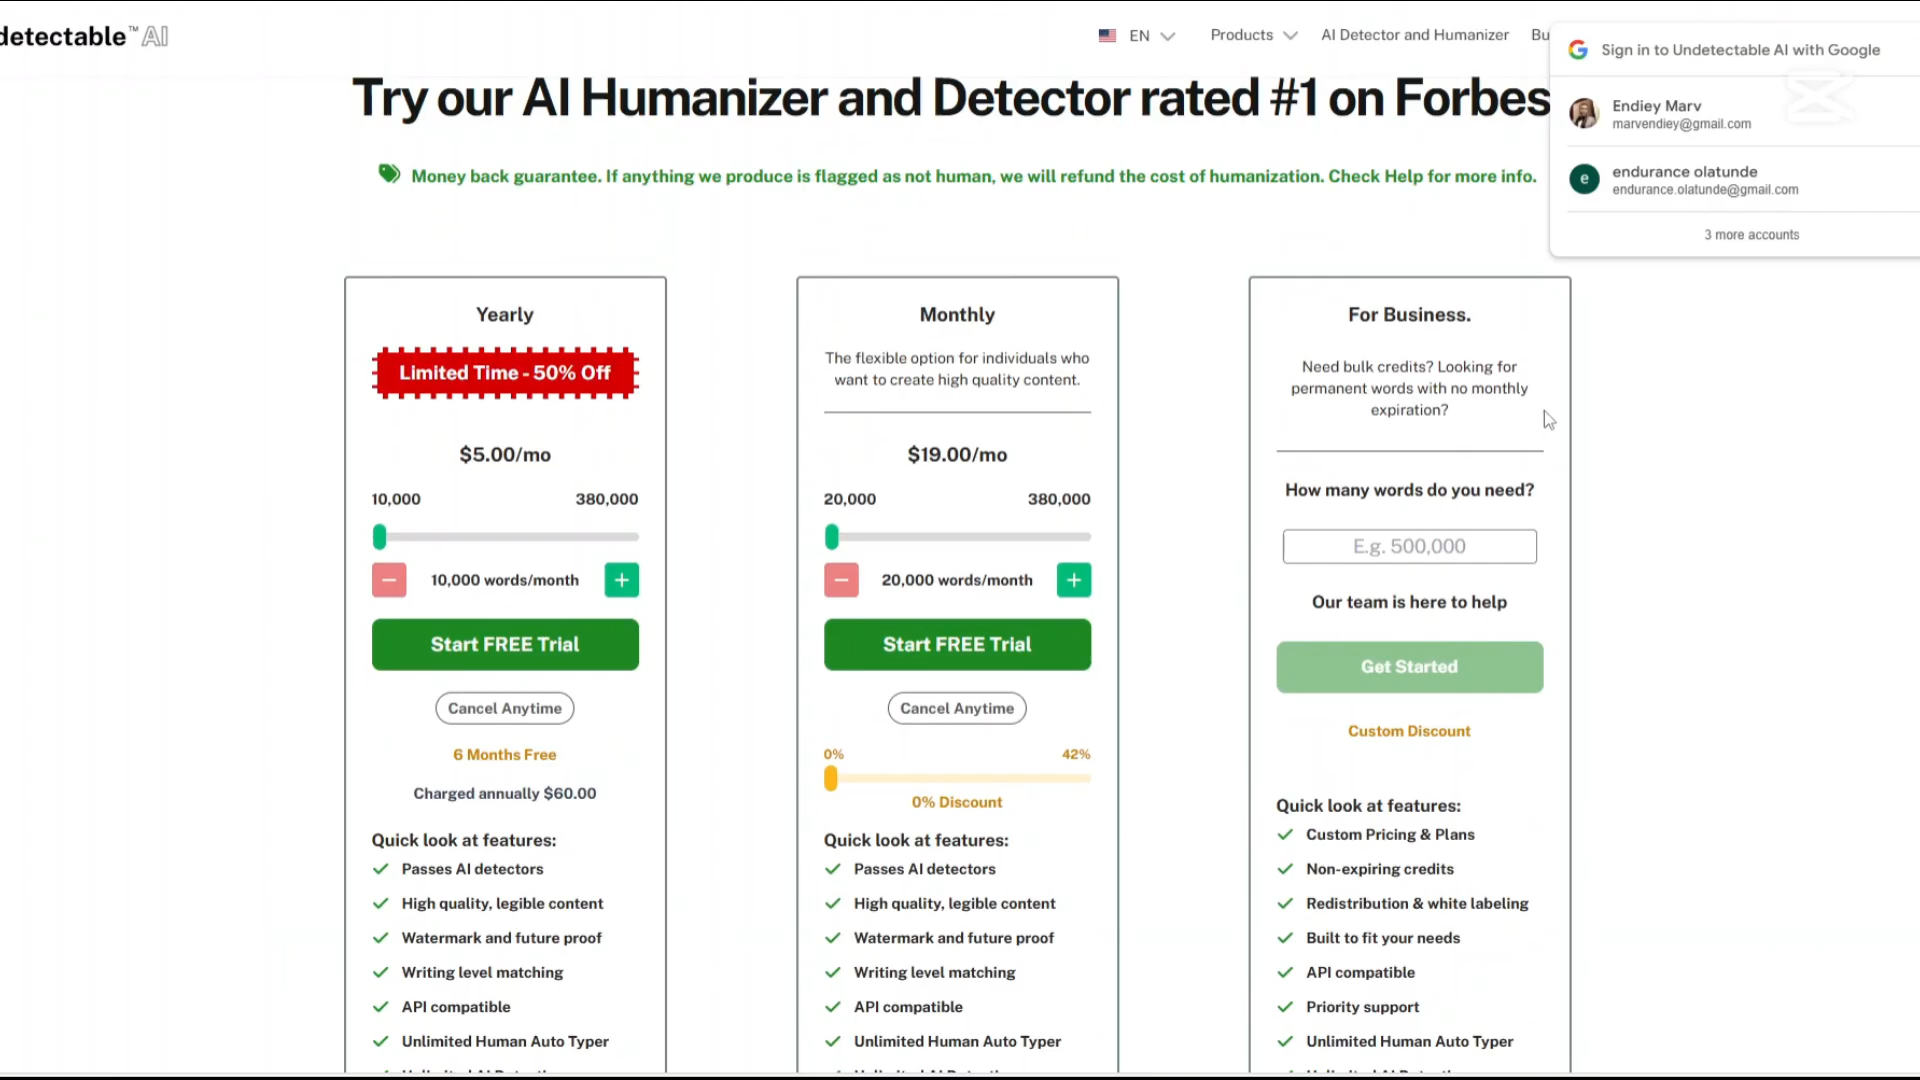 detectable™ AI
EN
Products
AI Detector and Humanizer
Bu
Sign in to Undetectable AI with Google
Endiey Marv
marvendiey@gmail.com
e
endurance olatunde
endurance.olatunde@gmail.com
3 more accounts
Try our AI Humanizer and Detector rated #1 on Forbes
Money back guarantee. If anything we produce is flagged as not human, we will refund the cost of humanization. Check Help for more info.
Yearly
Limited Time - 50% Off
$5.00/mo
10,000 380,000
− 10,000 words/month +
Start FREE Trial
Cancel Anytime
6 Months Free
Charged annually $60.00
Quick look at features:
Passes AI detectors
High quality, legible content
Watermark and future proof
Writing level matching
API compatible
Unlimited Human Auto Typer
Monthly
The flexible option for individuals who
want to create high quality content.
$19.00/mo
20,000 380,000
− 20,000 words/month +
Start FREE Trial
Cancel Anytime
0% 42%
0% Discount
Quick look at features:
Passes AI detectors
High quality, legible content
Watermark and future proof
Writing level matching
API compatible
Unlimited Human Auto Typer
For Business.
Need bulk credits? Looking for
permanent words with no monthly
expiration?
How many words do you need?
E.g. 500,000
Our team is here to help
Get Started
Custom Discount
Quick look at features:
Custom Pricing & Plans
Non-expiring credits
Redistribution & white labeling
Built to fit your needs
API compatible
Priority support
Unlimited Human Auto Typer